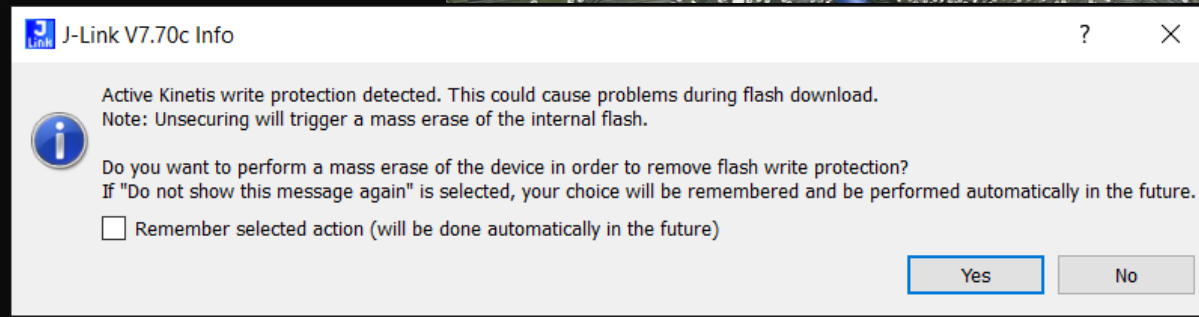 J
Link
J-Link V7.70c Info
?
Active Kinetis write protection detected. This could cause problems during flash download.
Note: Unsecuring will trigger a mass erase of the internal flash.
Do you want to perform a mass erase of the device in order to remove flash write protection?
If "Do not show this message again" is selected, your choice will be remembered and be performed automatically in the future.
Remember selected action (will be done automatically in the future)
Yes
No